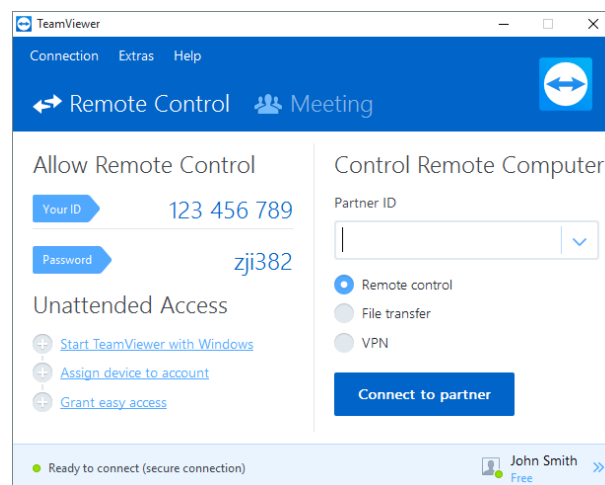 TeamViewer
Connection Extras Help
Remote Control Meeting
Allow Remote Control
Your ID 123 456 789
Password zji382
Unattended Access
Start TeamViewer with Windows
Assign device to account
Grant easy access
Control Remote Computer
Partner ID
Remote control
File transfer
VPN
Connect to partner
Ready to connect (secure connection)
John Smith
Free